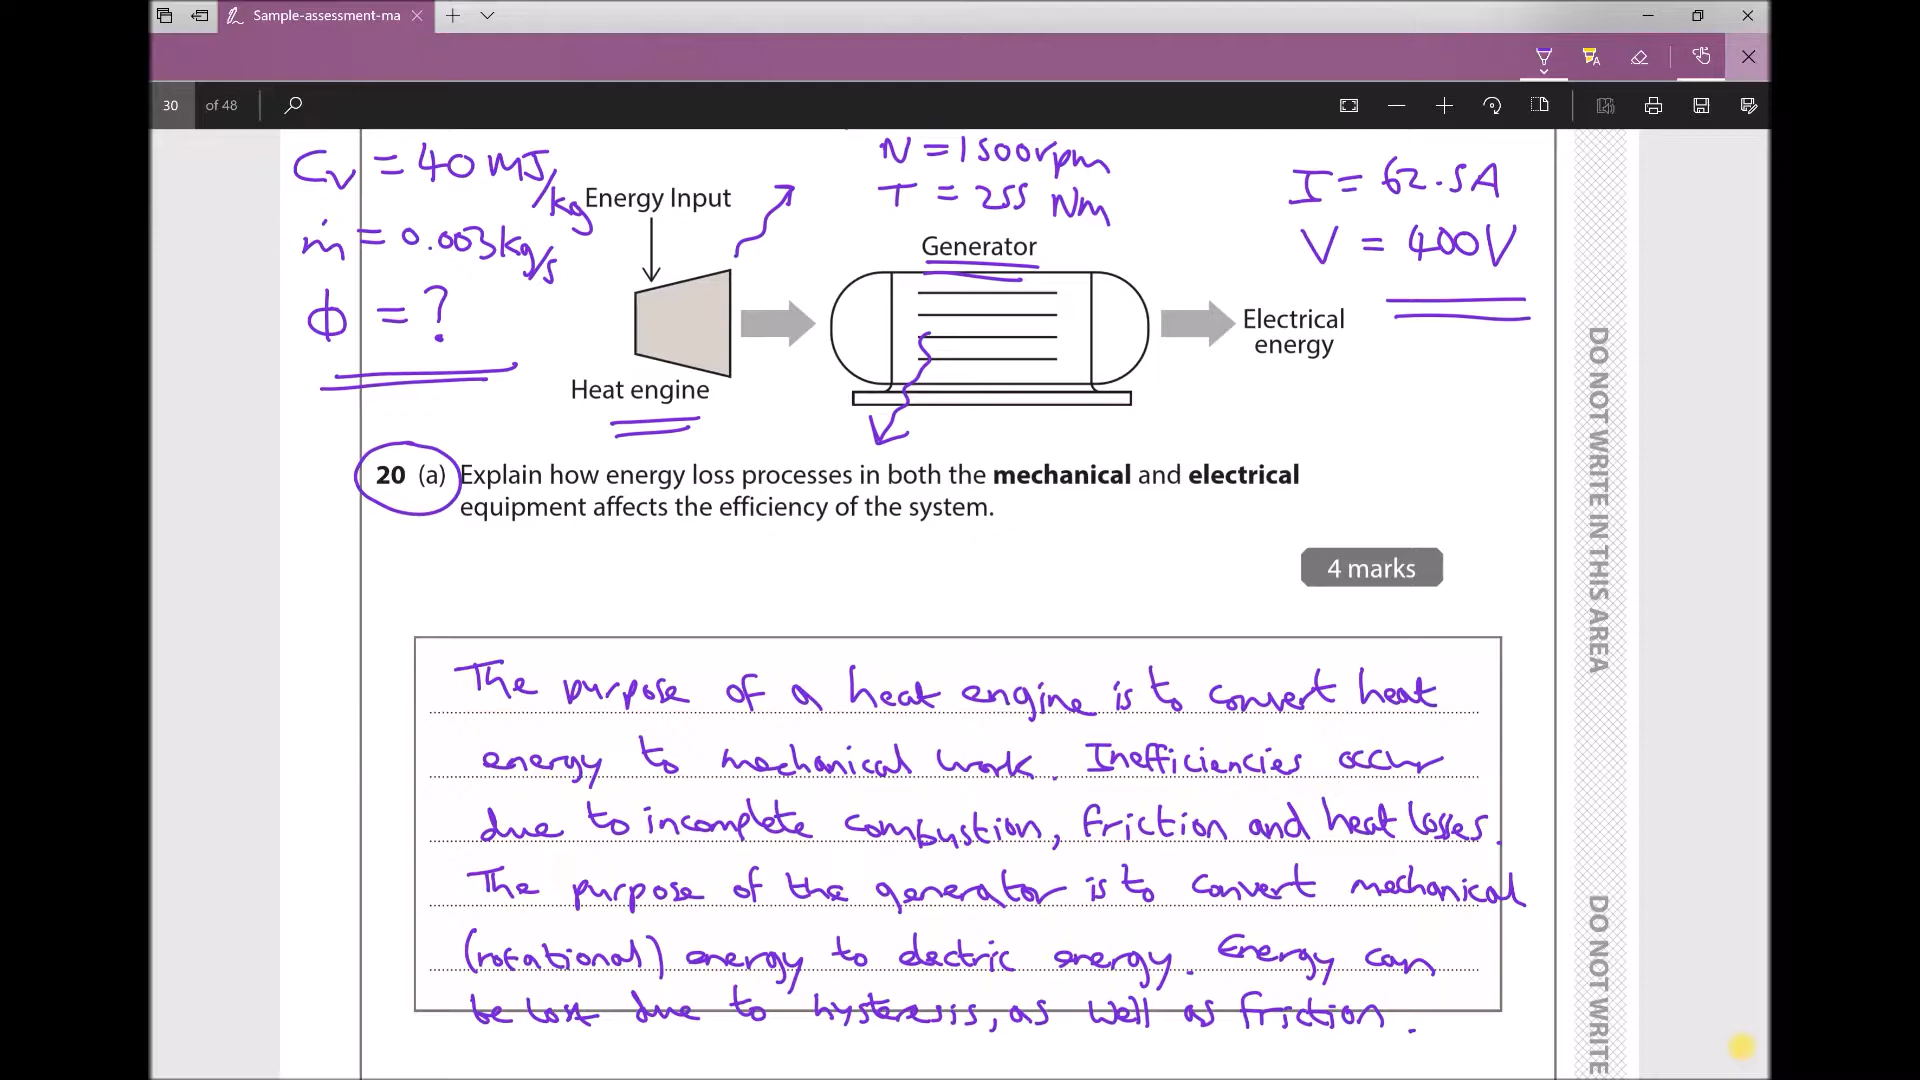 Sample-assessment-ma
30 of 48
Cv = 40 MJ/kg
ṁ = 0.003kg/s
ϕ = ?
Energy Input
N = 1500rpm
T = 255 Nm
I = 62.5A
V = 400V
Generator
Electrical
energy
Heat engine
20 (a) Explain how energy loss processes in both the mechanical and electrical
equipment affects the efficiency of the system.
4 marks
The purpose of a heat engine is to convert heat
energy to mechanical work. Inefficiencies occur
due to incomplete combustion, friction and heat losses.
The purpose of the generator is to convert mechanical
(rotational) energy to electric energy. Energy can
be lost due to hysteresis, as well as friction.
DO NOT WRITE IN THIS AREA
DO NOT WRITE